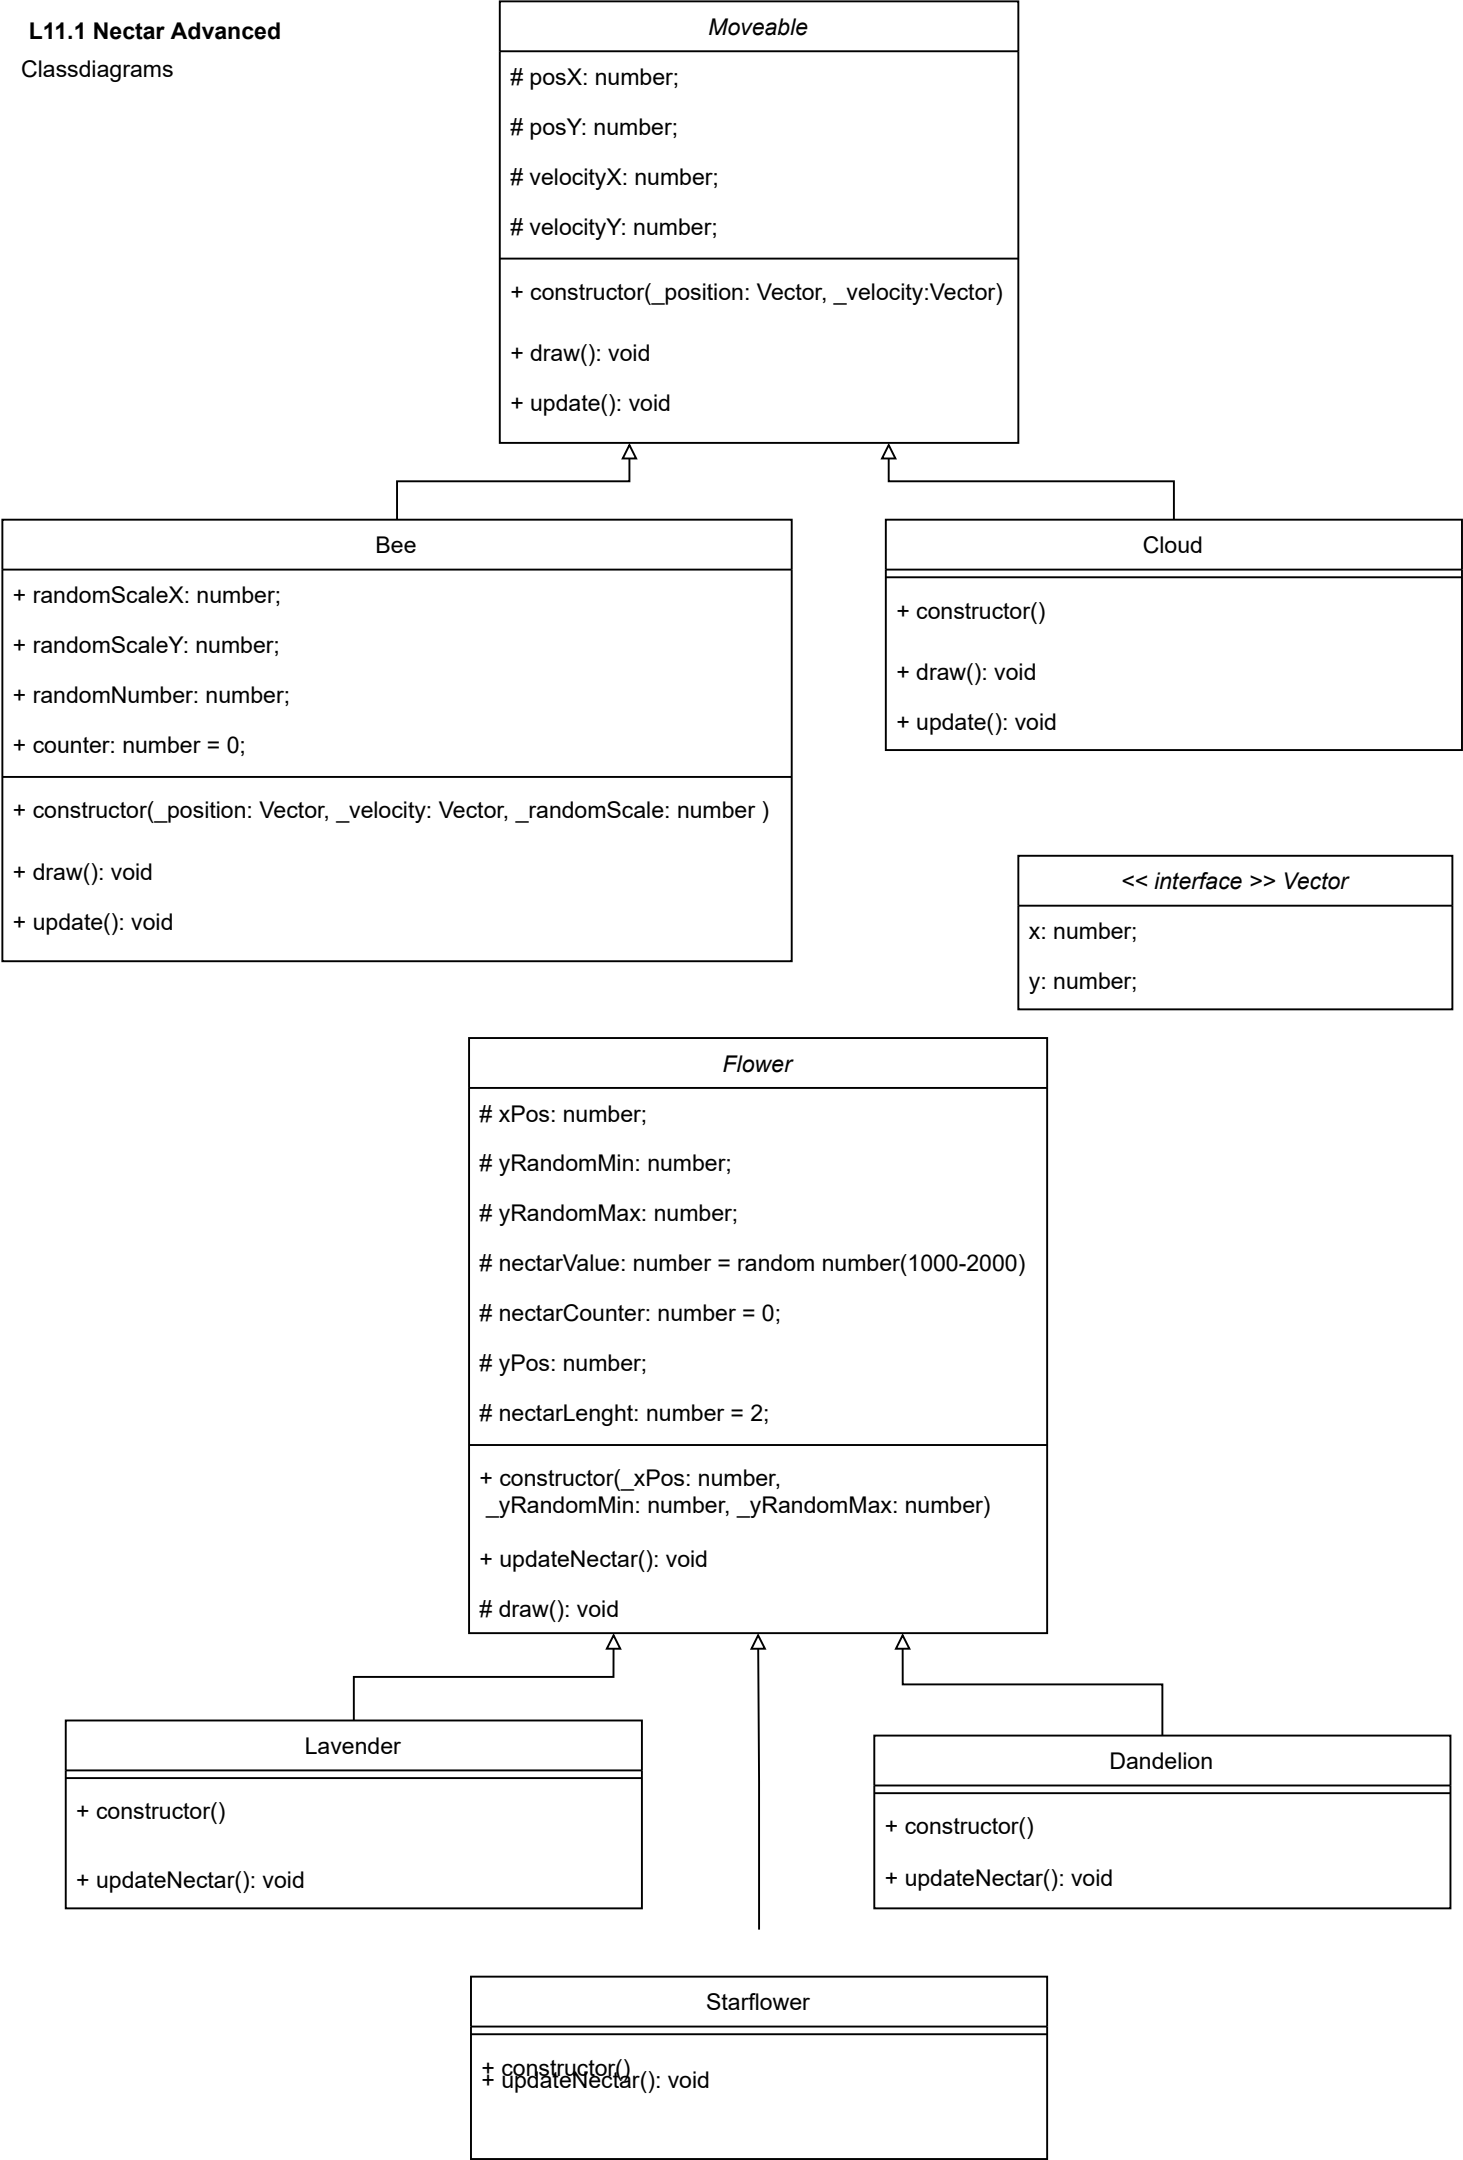 L11.1 Nectar Advanced
Classdiagrams
Moveable
# posX: number;
# posY: number;
# velocityX: number;
# velocityY: number;
+ constructor(_position: Vector, _velocity:Vector)
+ draw(): void
+ update(): void
Bee
+ randomScaleX: number;
+ randomScaleY: number;
+ randomNumber: number;
+ counter: number = 0;
+ constructor(_position: Vector, _velocity: Vector, _randomScale: number )
+ draw(): void
+ update(): void
Cloud
+ constructor()
+ draw(): void
+ update(): void
<< interface >> Vector
x: number;
y: number;
Flower
# xPos: number;
# yRandomMin: number;
# yRandomMax: number;
# nectarValue: number = random number(1000-2000)
# nectarCounter: number = 0;
# yPos: number;
# nectarLenght: number = 2;
+ constructor(_xPos: number,
_yRandomMin: number, _yRandomMax: number)
+ updateNectar(): void
# draw(): void
Lavender
+ constructor()
+ updateNectar(): void
Dandelion
+ constructor()
+ updateNectar(): void
Starflower
+ constructor()
+ updateNectar(): void